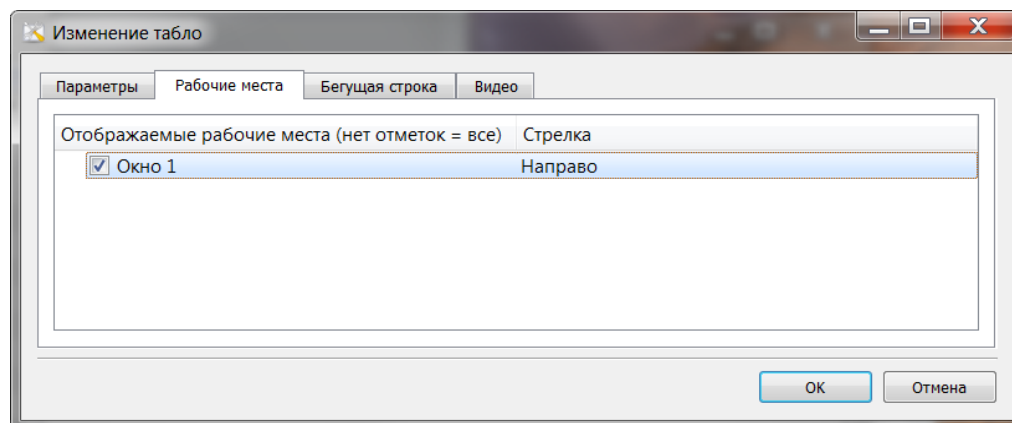 Изменение табло
Параметры Рабочие места Бегущая строка Видео
Отображаемые рабочие места (нет отметок = все) Стрелка
Окно 1 Направо
OK Отмена